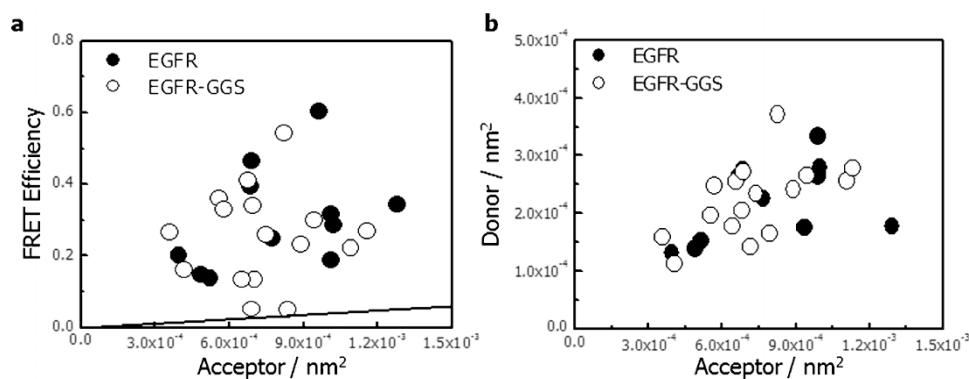 a
b
0.8
0.6
0.4
0.2
0.0
FRET Efficiency
EGFR
EGFR-GGS
0.0
3.0x10⁻⁴
6.0x10⁻⁴
9.0x10⁻⁴
1.2x10⁻³
1.5x10⁻³
Acceptor / nm²
5.0x10⁻⁴
4.0x10⁻⁴
3.0x10⁻⁴
2.0x10⁻⁴
1.0x10⁻⁴
0.0
Donor / nm²
EGFR
EGFR-GGS
0.0
3.0x10⁻⁴
6.0x10⁻⁴
9.0x10⁻⁴
1.2x10⁻³
1.5x10⁻³
Acceptor / nm²